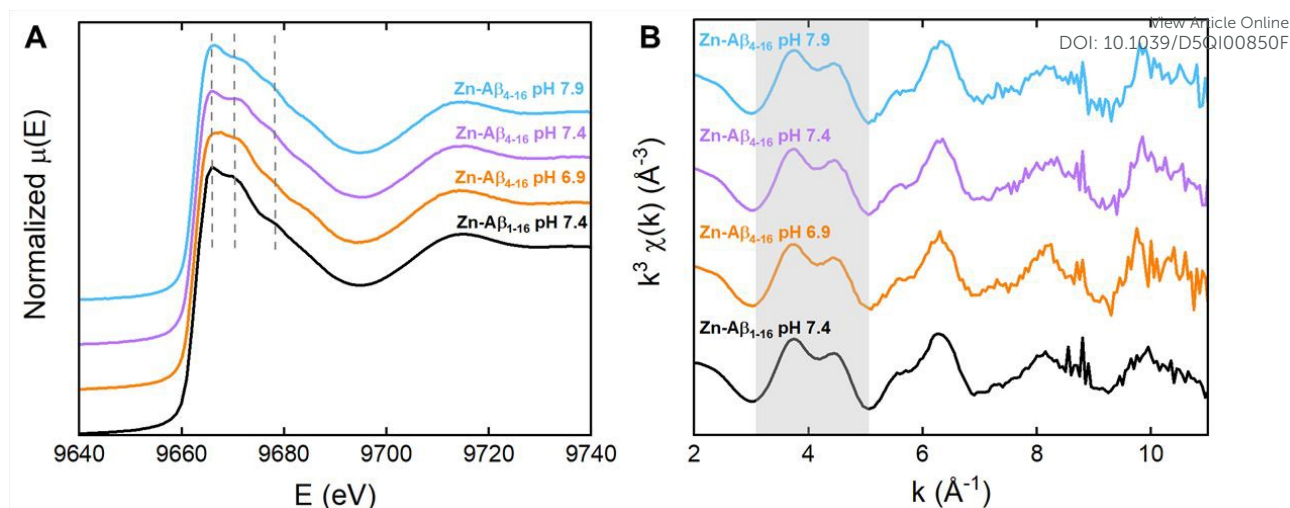 View Article Online
DOI: 10.1039/D5QI00850F
A
Normalized μ(E)
Zn-Aβ4-16 pH 7.9
Zn-Aβ4-16 pH 7.4
Zn-Aβ4-16 pH 6.9
Zn-Aβ1-16 pH 7.4
9640 9660 9680 9700 9720 9740
E (eV)
B
k³ χ(k) (Å⁻³)
Zn-Aβ4-16 pH 7.9
Zn-Aβ4-16 pH 7.4
Zn-Aβ4-16 pH 6.9
Zn-Aβ1-16 pH 7.4
2 4 6 8 10
k (Å⁻¹)